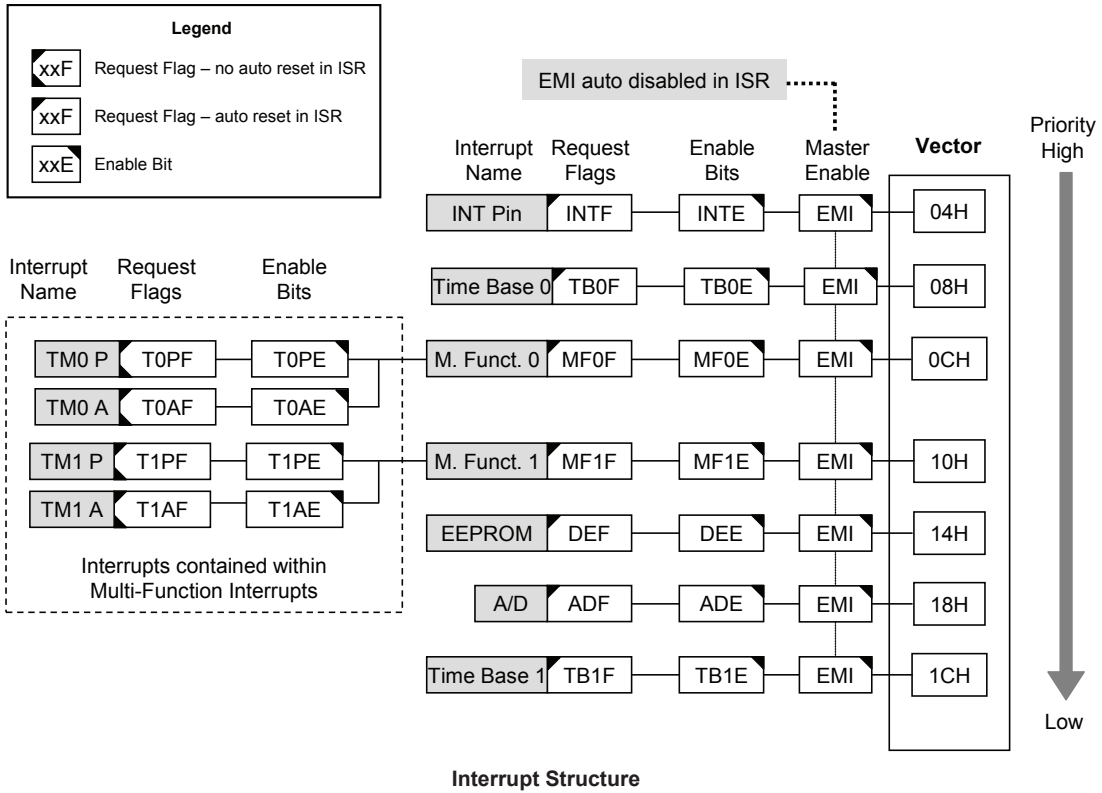 Legend
xxF Request Flag – no auto reset in ISR
xxF Request Flag – auto reset in ISR
xxE Enable Bit
EMI auto disabled in ISR
Interrupt Name
Request Flags
Enable Bits
Master Enable
Vector
Priority High
INT Pin INTF INTE EMI 04H
Time Base 0 TB0F TB0E EMI 08H
Interrupt Name
Request Flags
Enable Bits
TM0 P T0PF T0PE M. Funct. 0 MF0F MF0E EMI 0CH
TM0 A T0AF T0AE
TM1 P T1PF T1PE M. Funct. 1 MF1F MF1E EMI 10H
TM1 A T1AF T1AE
EEPROM DEF DEE EMI 14H
Interrupts contained within
Multi-Function Interrupts
A/D ADF ADE EMI 18H
Time Base 1 TB1F TB1E EMI 1CH
Low
Interrupt Structure